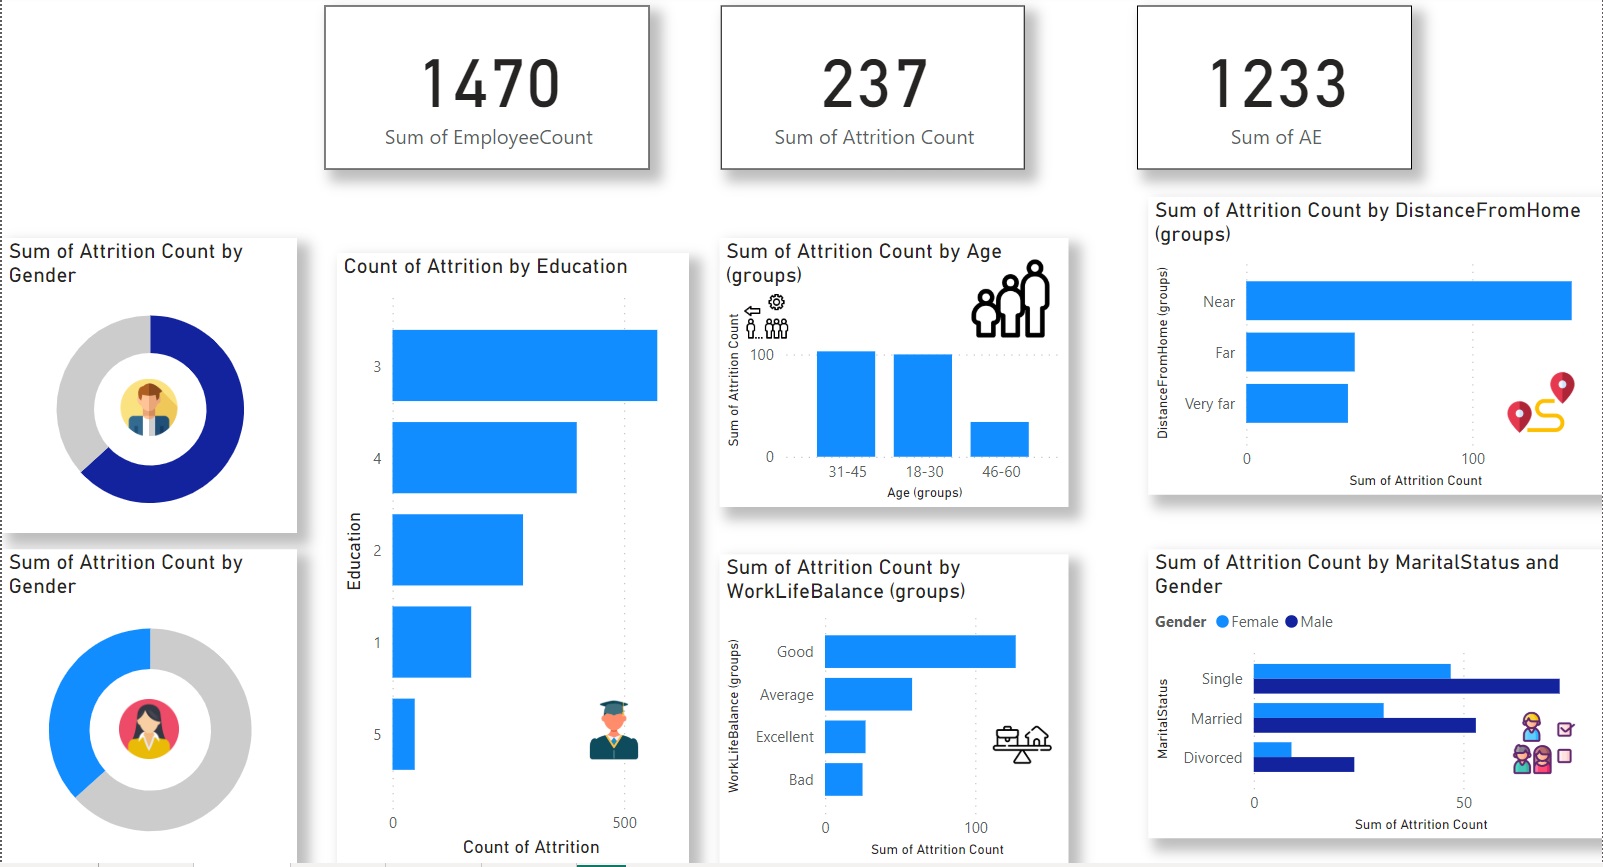 1470
Sum of EmployeeCount
237
Sum of Attrition Count
1233
Sum of AE
Sum of Attrition Count by
Gender
Sum of Attrition Count by
Gender
Count of Attrition by Education
Education
3
4
2
1
5
0
500
Count of Attrition
Sum of Attrition Count by Age
(groups)
Sum of Attrition Count
100
0
31-45
18-30
46-60
Age (groups)
Sum of Attrition Count by
WorkLifeBalance (groups)
WorkLifeBalance (groups)
Good
Average
Excellent
Bad
0
100
Sum of Attrition Count
Sum of Attrition Count by DistanceFromHome
(groups)
DistanceFromHome (groups)
Near
Far
Very far
0
100
Sum of Attrition Count
Sum of Attrition Count by MaritalStatus and
Gender
Gender Female Male
MaritalStatus
Single
Married
Divorced
0
50
Sum of Attrition Count